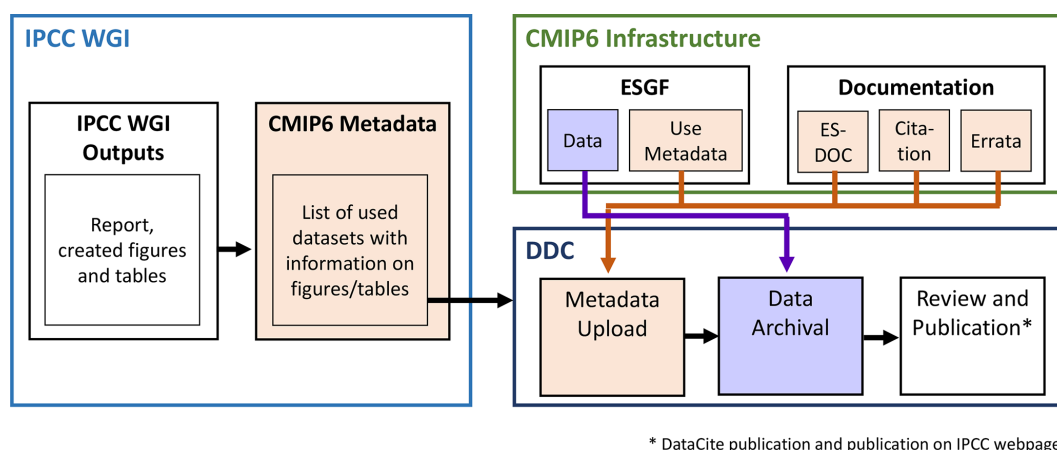 IPCC WGI
IPCC WGI
Outputs
Report,
created figures
and tables
CMIP6 Metadata
List of used
datasets with
information on
figures/tables
CMIP6 Infrastructure
ESGF
Data
Use
Metadata
Documentation
ES-
DOC
Cita-
tion
Errata
DDC
Metadata
Upload
Data
Archival
Review and
Publication*
* DataCite publication and publication on IPCC webpage